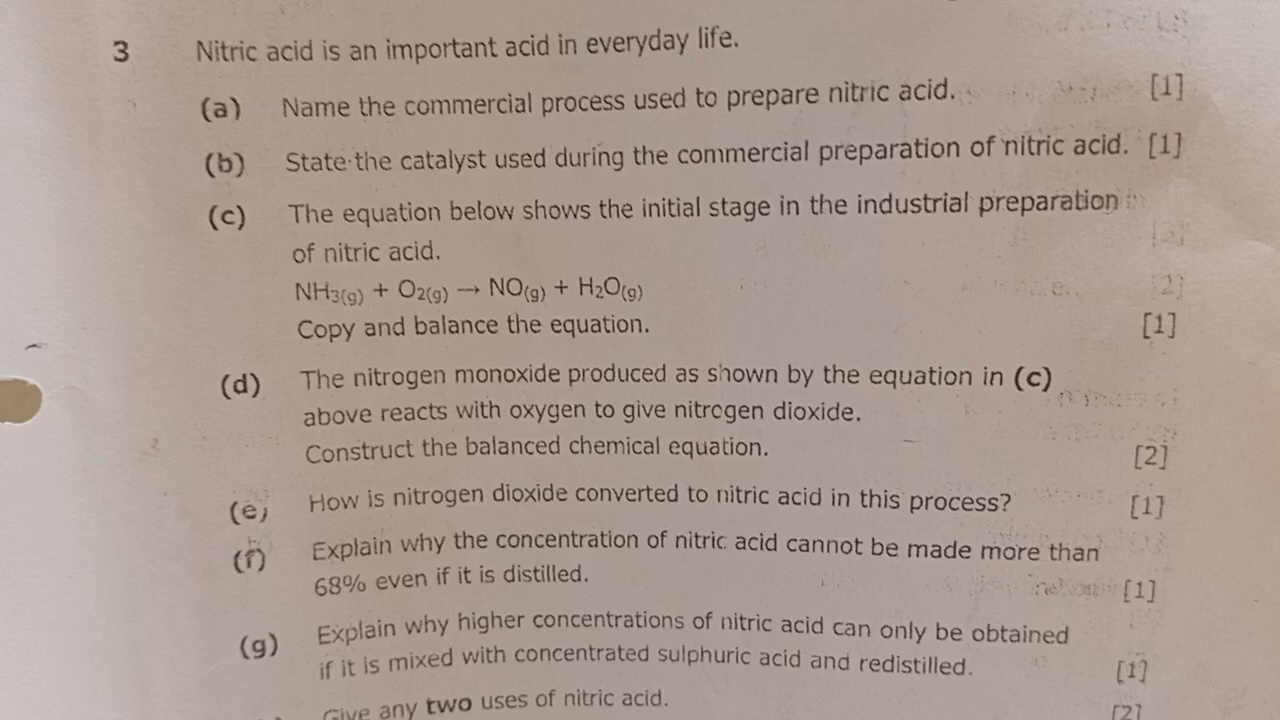 3 Nitric acid is an important acid in everyday life.
(a) Name the commercial process used to prepare nitric acid. [1]
(b) State the catalyst used during the commercial preparation of nitric acid. [1]
(c) The equation below shows the initial stage in the industrial preparation
of nitric acid.
NH₃(g) + O₂(g) → NO(g) + H₂O(g)
Copy and balance the equation. [1]
(d) The nitrogen monoxide produced as shown by the equation in (c)
above reacts with oxygen to give nitrogen dioxide.
Construct the balanced chemical equation. [2]
(e) How is nitrogen dioxide converted to nitric acid in this process? [1]
(f) Explain why the concentration of nitric acid cannot be made more than
68% even if it is distilled. [1]
(g) Explain why higher concentrations of nitric acid can only be obtained
if it is mixed with concentrated sulphuric acid and redistilled. [1]
Give any two uses of nitric acid. [2]